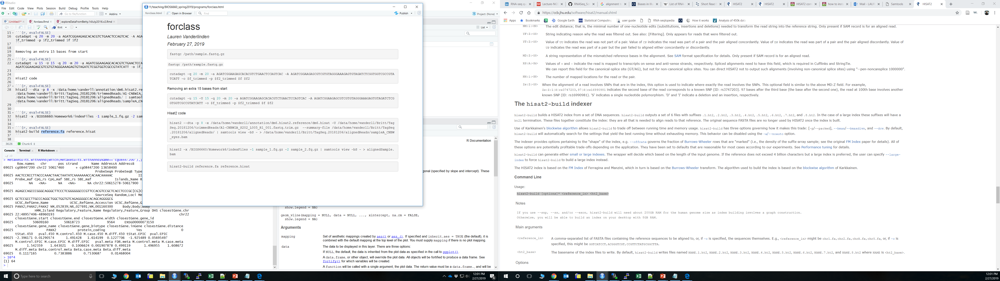 RStudio
File Edit Code View Plots Session Build Debug Profile Tools Help
Go to file/function
Addins
Project: (None)
Untitled1*
forclass.Rmd
exploreDataFromBetty.14July2016.v2.Rmd
Knit
15 ```{r, eval=FALSE}
16 cutadapt -q 20 -m 20 -a AGATCGGAAGAGCACACGTCTGAACTCCAGTCAC -A AGA
$f_trimmed -p $f2_trimmed $f $f2
17 ```
18
19 Removing an extra 15 bases from start
20
21 ```{r, eval=FALSE}
22 cutadapt -u 15 -U 15 -q 20 -m 20 -a AGATCGGAAGAGCACACGTCTGAACTCCA
AGATCGGAAGAGCGTCGTGTAGGGAAAGAGTGTAGATCTCGGTGGTCGCCGTATCATT -o $f_
23 ```
24
25 Hisat2 code
26
27 ```{r, eval=FALSE}
28 hisat2 --dta -p 8 -x /data/home/vanderll/annotation/dm6.hisat2.re
/data/home/vanderll/Britt/TagSeq.20181206/trimmedReads/A1-CNBWIA_
/data/home/vanderll/Britt/TagSeq.20181206/alignedReads/ | samtool
/data/home/vanderll/Britt/TagSeq.20181206/alignedReads/sampleA_CN
29 ```
30
31 ```{r, eval=FALSE}
32 hisat2 -x /BIOS6660/Homework6/indexFiles -1 sample_1.fq.gz -2 sam
33 ```
34
35 ```{r, eval=FALSE}
36 hisat2-build reference.fa reference.hisat
37 ```
38
36:26 Chunk 6
Console Terminal R Markdown
~/
> MetaResults.WithAnno[which(MetaResults.WithAnno$Name=="cg08447200"),]
Row.names chr pos strand Name AddressA AddressB
69025 cg08447200 chr22 50617460 + cg08447200 13658400
ProbeSeqA ProbeSeqB Type
69025 AACTCCRCCTTACCCAAACTAACTAATATCAAAAAAACCACAACAAAAAC II
Probe_maf CpG_rs CpG_maf SBE_rs SBE_maf Islands_Name R
69025 NA <NA> NA <NA> NA chr22:50615278-50617900
69025 AGAGCCAGCCCGGGCAGGGCTTCCCTCGGGGGGCCCGTTCCACGTCCGCTCACCTCCCGC[CG]C
SourceSeq Random_Loci Me
69025 GCTCCGCCTTGCCCAGGCTGGCTGGTGTCAGAGGGGCCACAGCAGGGGCG
UCSC_RefGene_Name UCSC_RefGene_Accession UCSC_RefGene_G
69025 PANX2;PANX2;PANX2 NM_052839;NR_027691;NM_001160300 Body;Body;Body
HMM_Island Regulatory_Feature_Name Regulatory_Feature_Group DHS closestGene.chr
69025 22:48957406-48960193 chr22
closestGene.start closestGene.end closestGene.width closestGene.gene_id
69025 50609160 50618723 9564 ENSG00000073150
closestGene.gene_name closestGene.gene_biotype closestGene.inGene closestGene.distance
69025 PANX2 protein_coding Yes 0
tStat.450 pval.450 M.control.450 M.case.450 M.diff.450 tStat.EPIC pval.EPIC
69025 -2.396171 0.01290574 1.491428 1.614199 0.1227706 -1.925489 0.05695497
M.control.EPIC M.case.EPIC M.diff.EPIC pval.meta FDR.meta M.control.meta M.case.meta
69025 1.542359 1.643021 0.1006624 0.001907878 0.499119 1.496955 1.608672
M.diff.meta Beta.control.meta Beta.case.meta Beta.diff.meta
69025 0.1117165 0.7383886 0.7530687 0.01468004
> 16*4
[1] 64
>
Y:/teaching/BIOS6660_spring2019/programs/forclass.html
forclass.html Open in Browser Find Publish
forclass
Lauren Vanderlinden
February 27, 2019
fastqc /path/sample.fastq.gz
fastqc /path/sample.fastq.gz
cutadapt -q 20 -m 20 -a AGATCGGAAGAGCACACGTCTGAACTCCAGTCAC -A AGATCGGAAGAGCGTCGTGTAGGGAAAGAGTGTAGATCTCGGTGGTCGCCGTA
TCATT -o $f_trimmed -p $f2_trimmed $f $f2
Removing an extra 15 bases from start
cutadapt -u 15 -U 15 -q 20 -m 20 -a AGATCGGAAGAGCACACGTCTGAACTCCAGTCAC -A AGATCGGAAGAGCGTCGTGTAGGGAAAGAGTGTAGATCTCG
GTGGTCGCCGTATCATT -o $f_trimmed -p $f2_trimmed $f $f2
Hisat2 code
hisat2 --dta -p 8 -x /data/home/vanderll/annotation/dm6.hisat2.reference/dm6.hisat -U /data/home/vanderll/Britt/Tag
Seq.20181206/trimmedReads/A1-CNBWIA_S202_L005_R1_001.fastq.trim.gz --summary-file /data/home/vanderll/Britt/TagSeq
.20181206/alignedReads/ | samtools view -bS - > /data/home/vanderll/Britt/TagSeq.20181206/alignedReads/sampleA_CNBW
_eyes.bam
hisat2 -x /BIOS6660/Homework6/indexFiles -1 sample_1.fq.gz -2 sample_2.fq.gz | samtools view -bS - > alignedSample.
bam
hisat2-build reference.fa reference.hisat
List
R Documentation
gonal (specified by slope and intercept). These
show.legend = NA)
geom_vline(mapping = NULL, data = NULL, ..., xintercept, na.rm = FALSE,
show.legend = NA)
Arguments
mapping Set of aesthetic mappings created by aes() or aes_(). If specified and inherit.aes = TRUE (the default), it is
combined with the default mapping at the top level of the plot. You must supply mapping if there is no plot mapping.
data The data to be displayed in this layer. There are three options:
If NULL, the default, the data is inherited from the plot data as specified in the call to ggplot().
A data.frame, or other object, will override the plot data. All objects will be fortified to produce a data frame. See
fortify() for which variables will be created.
A function will be called with a single argument, the plot data. The return value must be a data.frame., and will be
Type here to search
12:01 PM
2/27/2019
RNA-seq qu
Lecture-NGS
RNASeq_Sc
alignment t
Biases in Illu
List of RNA-
Short Read
HISAT2
HISAT2
HISAT2 com
how to insta
Mail - LAUR
Samtools
HISAT2
https://ccb.jhu.edu/software/hisat2/manual.shtml
Apps Bookmarks Google Earth Statistical Computing user guide RNA-seqlopedia How it works Analysis of 450k data
NM:i:<N> The edit distance; that is, the minimal number of one-nucleotide edits (substitutions, insertions and deletions) needed to transform the read string into the reference string. Only present if SAM record is for an aligned read.
YF:Z:<S> String indicating reason why the read was filtered out. See also: [Filtering]. Only appears for reads that were filtered out.
YT:Z:<S> Value of UU indicates the read was not part of a pair. Value of CP indicates the read was part of a pair and the pair aligned concordantly. Value of DP indicates the read was part of a pair and the pair aligned discordantly. Value of
UP indicates the read was part of a pair but the pair failed to aligned either concordantly or discordantly.
MD:Z:<S> A string representation of the mismatched reference bases in the alignment. See SAM format specification for details. Only present if SAM record is for an aligned read.
XS:A:<A> Values of + and - indicate the read is mapped to transcripts on sense and anti-sense strands, respectively. Spliced alignments need to have this field, which is required in Cufflinks and StringTie.
We can report this field for the canonical-splice site (GT/AG), but not for non-canonical splice sites. You can direct HISAT2 not to output such alignments (involving non-canonical splice sites) using "--pen-noncansplice 1000000".
NH:i:<N> The number of mapped locations for the read or the pair.
Zs:Z:<S> When the alignment of a read involves SNPs that are in the index, this option is used to indicate where exactly the read involves the SNPs. This optional field is similar to the above MD:Z field. For example,
Zs:Z:1|S|rs3747203,97|S|rs16990981 indicates the second base of the read corresponds to a known SNP (ID: rs3747203). 97 bases after the third base (the base after the second one), the read at 100th base involves another
known SNP (ID: rs16990981). 'S' indicates a single nucleotide polymorphism. 'D' and 'I' indicate a deletion and an insertion, respectively.
The hisat2-build indexer
hisat2-build builds a HISAT2 index from a set of DNA sequences. hisat2-build outputs a set of 6 files with suffixes .1.ht2, .2.ht2, .3.ht2, .4.ht2, .5.ht2, .6.ht2, .7.ht2, and .8.ht2. In the case of a large index these suffixes will have a
ht2l termination. These files together constitute the index: they are all that is needed to align reads to that reference. The original sequence FASTA files are no longer used by HISAT2 once the index is built.
Use of Karkkainen's blockwise algorithm allows hisat2-build to trade off between running time and memory usage. hisat2-build has three options governing how it makes this trade: [-p/--packed], --bmax/--bmaxdivn, and --dcv. By default,
hisat2-build will automatically search for the settings that yield the best running time without exhausting memory. This behavior can be disabled using the -a/--noauto option.
The indexer provides options pertaining to the "shape" of the index, e.g. --offrate governs the fraction of Burrows-Wheeler rows that are "marked" (i.e., the density of the suffix-array sample; see the original FM Index paper for details). All of
these options are potentially profitable trade-offs depending on the application. They have been set to defaults that are reasonable for most cases according to our experiments. See Performance tuning for details.
hisat2-build can generate either small or large indexes. The wrapper will decide which based on the length of the input genome. If the reference does not exceed 4 billion characters but a large index is preferred, the user can specify --large-
index to force hisat2-build to build a large index instead.
The HISAT2 index is based on the FM Index of Ferragina and Manzini, which in turn is based on the Burrows-Wheeler transform. The algorithm used to build the index is based on the blockwise algorithm of Karkkainen.
Command Line
Usage:
hisat2-build [options]* <reference_in> <ht2_base>
Notes
If you use --snp, --ss, and/or --exon, hisat2-build will need about 200GB RAM for the human genome size as index building involves a graph construction.
Otherwise, you will be able to build an index on your desktop with 8GB RAM.
Main arguments
<reference_in> A comma-separated list of FASTA files containing the reference sequences to be aligned to, or, if -c is specified, the sequences themselves. E.g., <reference_in> might be chr1.fa,chr2.fa,chrX.fa,chrY.fa, or, if -c is
specified, this might be GGTCATCCT,ACGGGTCGT,CCGTTCTATGCGGCTTA.
<ht2_base> The basename of the index files to write. By default, hisat2-build writes files named NAME.1.ht2, NAME.2.ht2, NAME.3.ht2, NAME.4.ht2, NAME.5.ht2, NAME.6.ht2, NAME.7.ht2, and NAME.8.ht2 where NAME is <ht2_base>.
Options
12:01 PM
2/27/2019